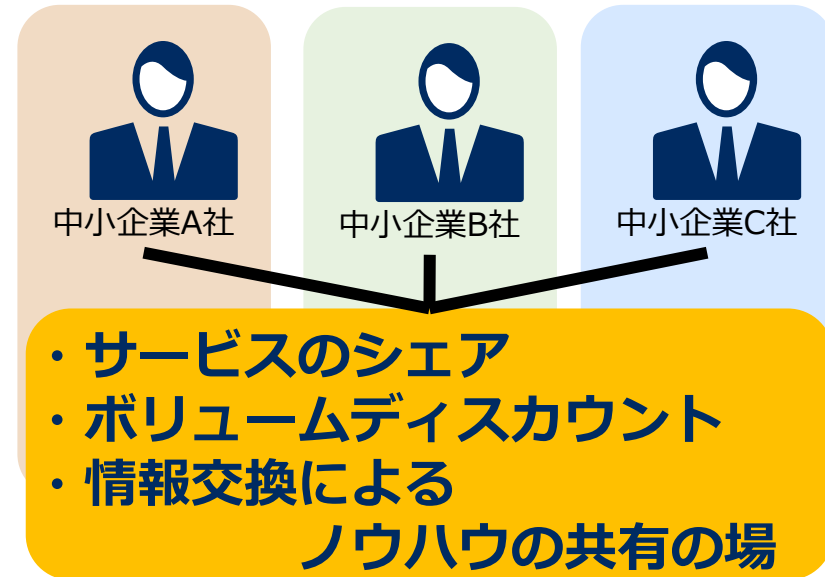 中小企業A社
中小企業B社
中小企業C社
・サービスのシェア
・ボリュームディスカウント
・情報交換による
ノウハウの共有の場